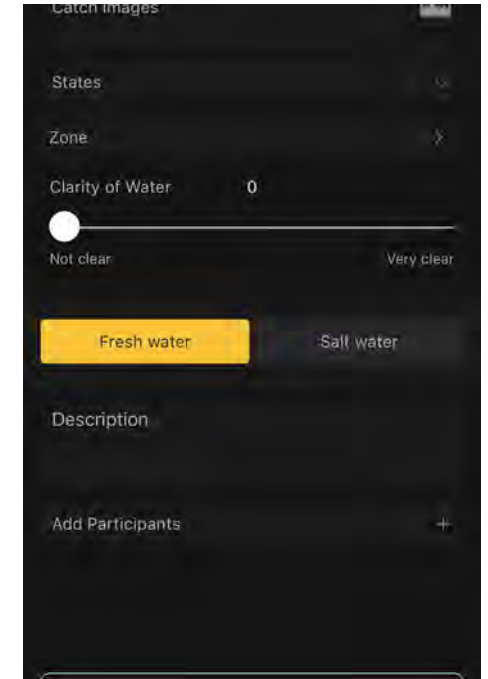 Catch Images
States
Zone
Clarity of Water 0
Not clear Very clear
Fresh water Salt water
Description
Add Participants +